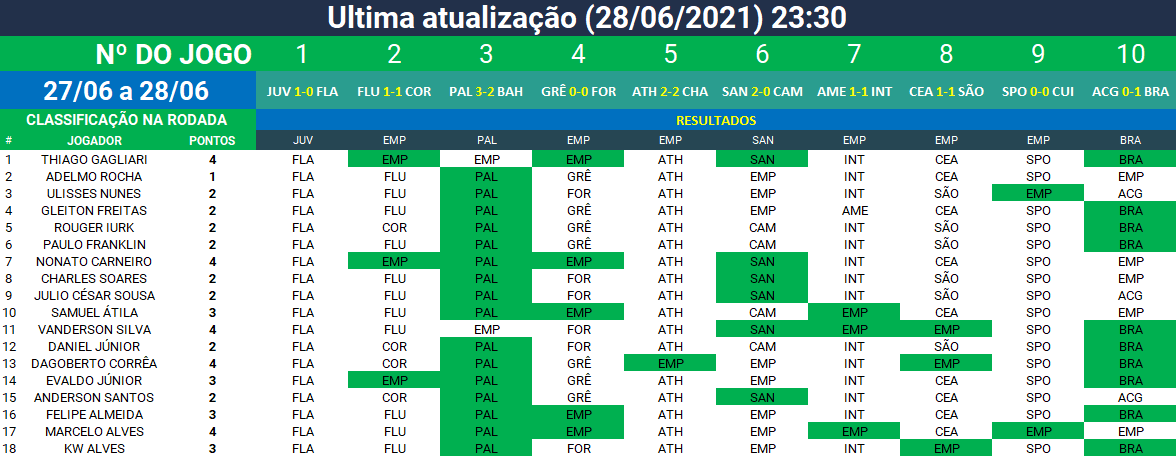 Ultima atualização (28/06/2021) 23:30
Nº DO JOGO 1 2 3 4 5 6 7 8 9 10
27/06 a 28/06 JUV 1-0 FLA FLU 1-1 COR PAL 3-2 BAH GRÊ 0-0 FOR ATH 2-2 CHA SAN 2-0 CAM AME 1-1 INT CEA 1-1 SÃO SPO 0-0 CUI ACG 0-1 BRA
CLASSIFICAÇÃO NA RODADA RESULTADOS
# JOGADOR PONTOS JUV EMP PAL EMP EMP SAN EMP EMP EMP BRA
1 THIAGO GAGLIARI 4 FLA EMP EMP EMP ATH SAN INT CEA SPO BRA
2 ADELMO ROCHA 1 FLA FLU PAL GRÊ ATH EMP INT CEA SPO EMP
3 ULISSES NUNES 2 FLA FLU PAL FOR ATH EMP INT SÃO EMP ACG
4 GLEITON FREITAS 2 FLA FLU PAL GRÊ ATH EMP AME CEA SPO BRA
5 ROUGER IURK 2 FLA COR PAL GRÊ ATH CAM INT SÃO SPO BRA
6 PAULO FRANKLIN 2 FLA FLU PAL GRÊ ATH CAM INT SÃO SPO BRA
7 NONATO CARNEIRO 4 FLA EMP PAL EMP ATH SAN INT CEA SPO EMP
8 CHARLES SOARES 2 FLA FLU PAL FOR ATH SAN INT SÃO SPO EMP
9 JULIO CÉSAR SOUSA 2 FLA FLU PAL FOR ATH SAN INT SÃO SPO ACG
10 SAMUEL ÁTILA 3 FLA FLU PAL EMP ATH CAM EMP CEA SPO EMP
11 VANDERSON SILVA 4 FLA FLU EMP FOR ATH SAN EMP EMP SPO BRA
12 DANIEL JÚNIOR 2 FLA COR PAL FOR ATH CAM INT SÃO SPO BRA
13 DAGOBERTO CORRÊA 4 FLA COR PAL GRÊ EMP EMP INT EMP SPO BRA
14 EVALDO JÚNIOR 3 FLA EMP PAL GRÊ ATH EMP INT CEA SPO BRA
15 ANDERSON SANTOS 2 FLA COR PAL GRÊ ATH SAN INT CEA SPO ACG
16 FELIPE ALMEIDA 3 FLA FLU PAL EMP ATH EMP INT CEA SPO BRA
17 MARCELO ALVES 4 FLA FLU PAL EMP ATH EMP EMP CEA EMP EMP
18 KW ALVES 3 FLA FLU PAL FOR ATH EMP INT EMP SPO BRA